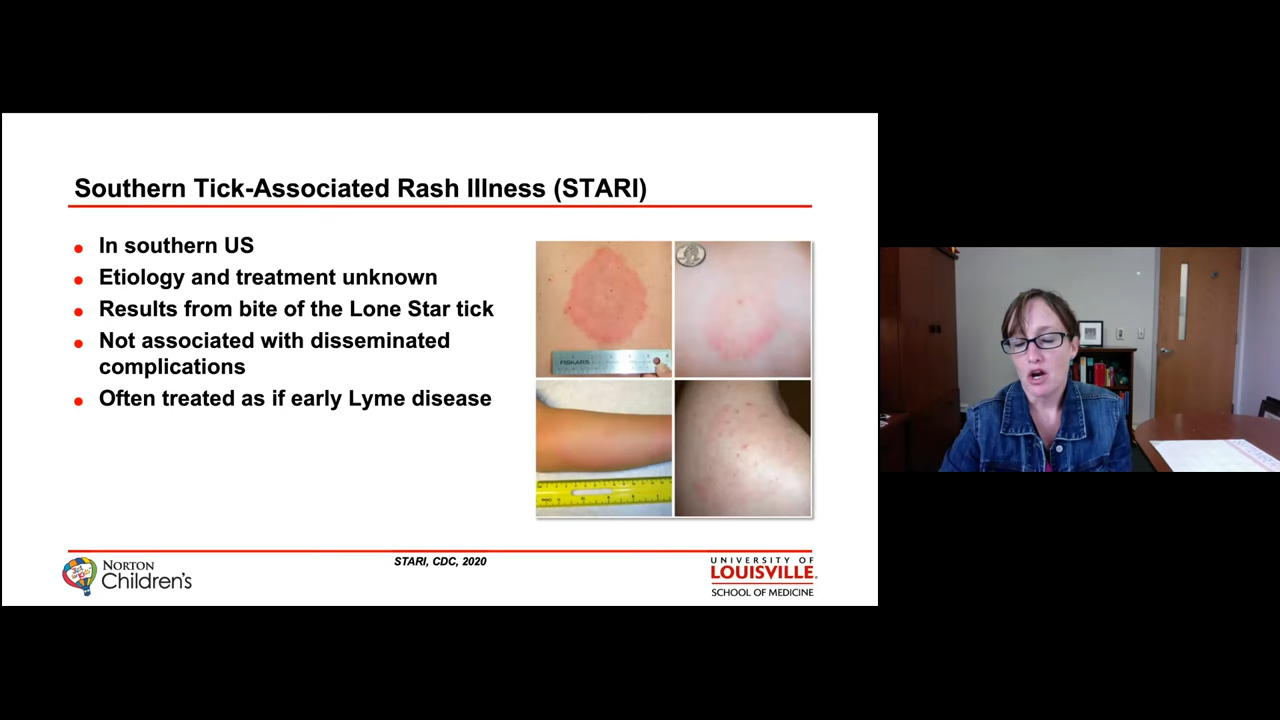 Southern Tick-Associated Rash Illness (STARI)
In southern US
Etiology and treatment unknown
Results from bite of the Lone Star tick
Not associated with disseminated
complications
Often treated as if early Lyme disease
FISKARS
STARI, CDC, 2020
NORTON
Children's
UNIVERSITY OF
LOUISVILLE.
SCHOOL OF MEDICINE